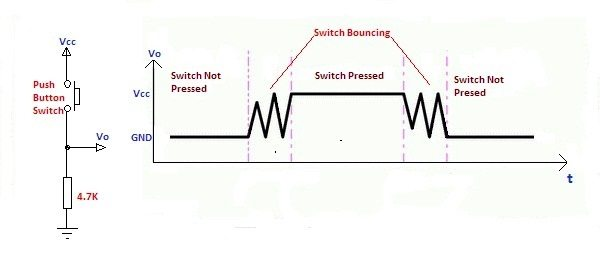 Vcc
Push
Button
Switch
Vo
4.7K
Vo
Switch Bouncing
Switch Not
Pressed
Switch Pressed
Switch Not
Presed
Vcc
GND
t